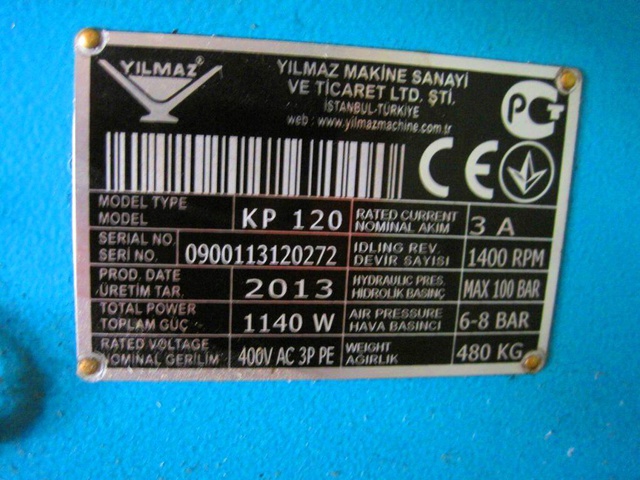 YILMAZ®
YILMAZ MAKİNE SANAYİ
VE TİCARET LTD. ŞTİ.
İSTANBUL-TÜRKİYE
web : www.yilmazmachine.com.tr
PCT
CE
MODEL TYPE
MODEL
KP 120
RATED CURRENT
NOMINAL AKIM
3 A
SERIAL NO.
SERİ NO.
0900113120272
IDLING REV.
DEVİR SAYISI
1400 RPM
PROD. DATE
ÜRETİM TAR.
2013
HYDRAULIC PRES.
HİDROLİK BASINÇ
MAX 100 BAR
TOTAL POWER
TOPLAM GÜÇ
1140 W
AIR PRESSURE
HAVA BASINCI
6-8 BAR
RATED VOLTAGE
NOMİNAL GERİLİM
400V AC 3P PE
WEIGHT
AĞIRLIK
480 KG